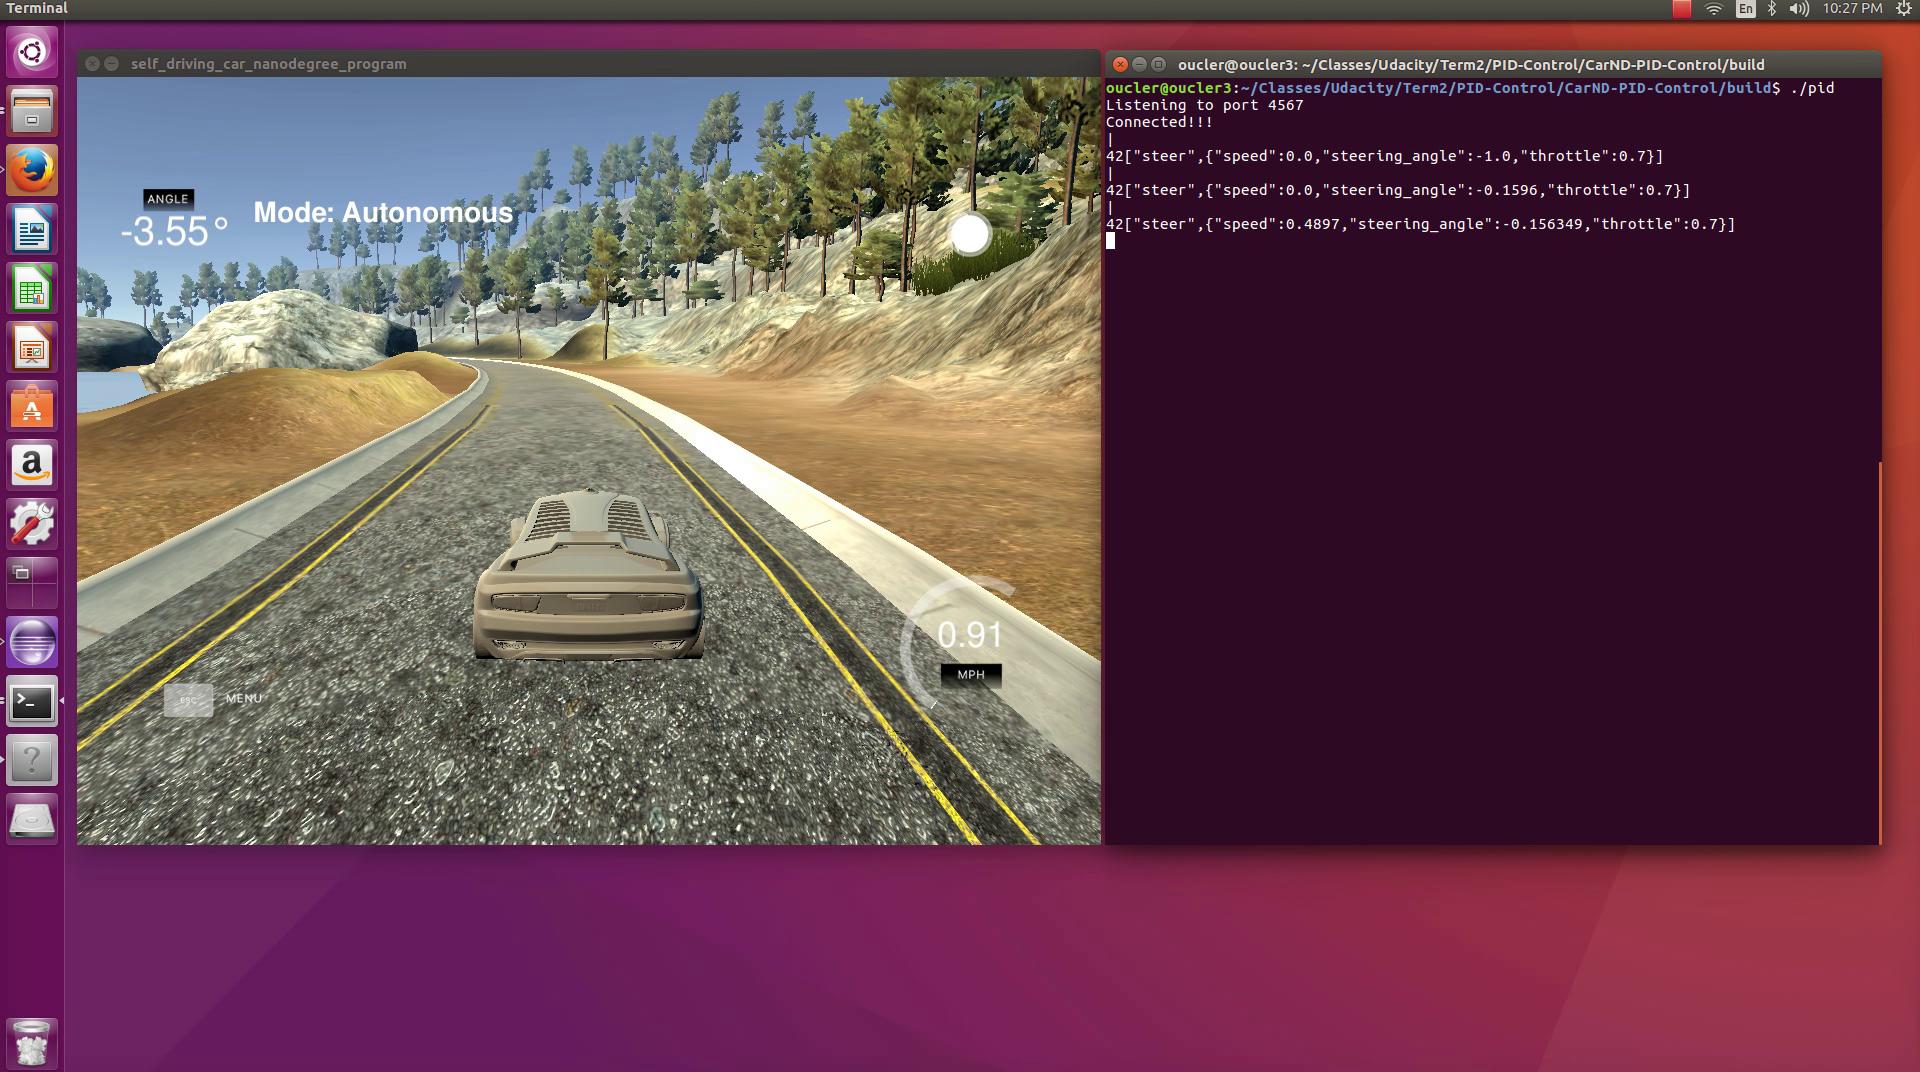 Terminal
En
10:27 PM
self_driving_car_nanodegree_program
ANGLE
-3.55°
Mode: Autonomous
0.91
MPH
ESC
MENU
oucler@oucler3: ~/Classes/Udacity/Term2/PID-Control/CarND-PID-Control/build
oucler@oucler3:~/Classes/Udacity/Term2/PID-Control/CarND-PID-Control/build$ ./pid
Listening to port 4567
Connected!!!
|
42["steer",{"speed":0.0,"steering_angle":-1.0,"throttle":0.7}]
|
42["steer",{"speed":0.0,"steering_angle":-0.1596,"throttle":0.7}]
|
42["steer",{"speed":0.4897,"steering_angle":-0.156349,"throttle":0.7}]